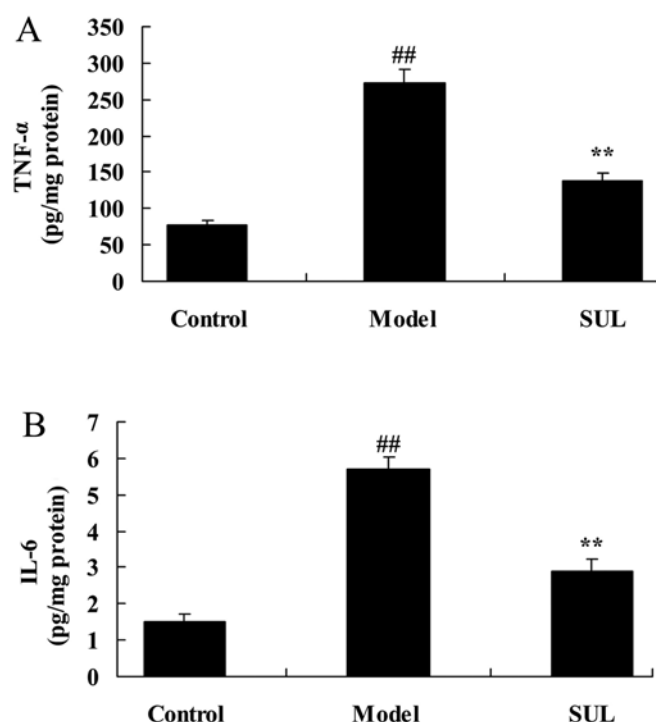 A
TNF-α
(pg/mg protein)
350
300
250
200
150
100
50
0
##
**
Control Model SUL
B
IL-6
(pg/mg protein)
7
6
5
4
3
2
1
0
##
**
Control Model SUL